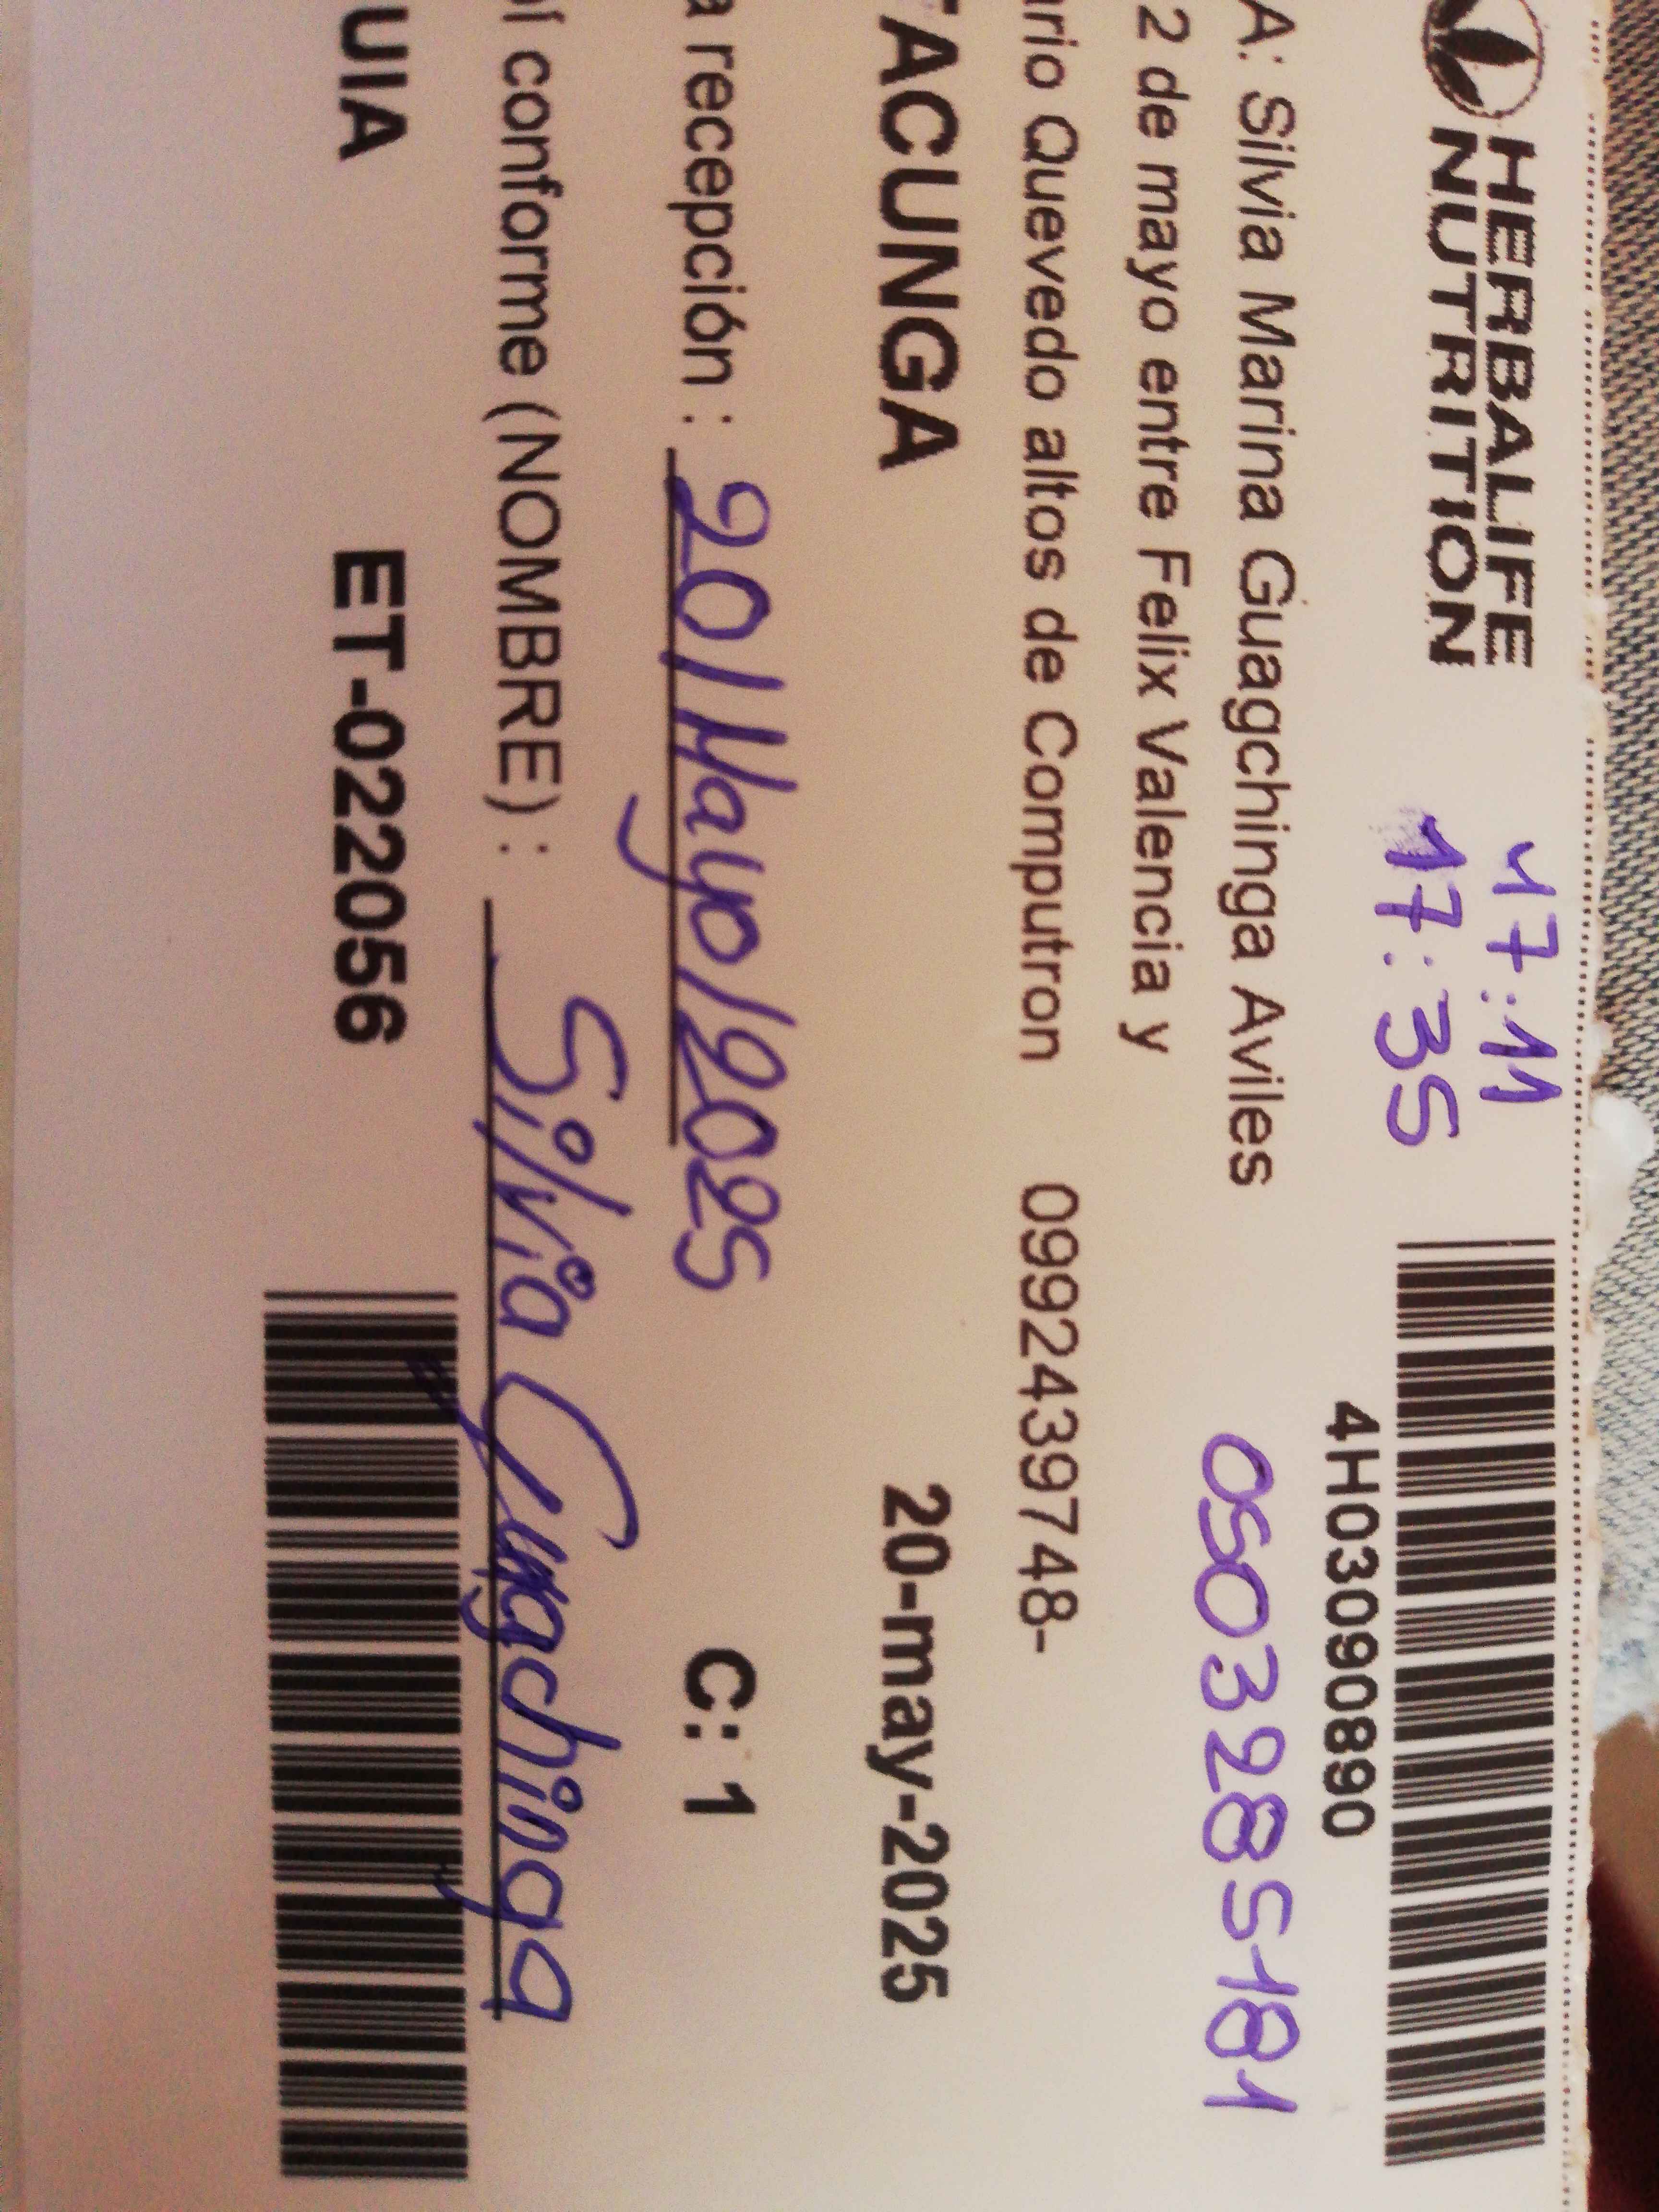 HERBALIFE
NUTRITION
17:11
17:35
4H03090890
A: Silvia Marina Guagchinga Aviles
0503285181
2 de mayo entre Felix Valencia y
rio Quevedo altos de Computron 0992439748-
TACUNGA 20-may-2025
a recepción : 20/Mayo/2025 C: 1
í conforme (NOMBRE) : Silvia Guagchinga
UIA ET-022056